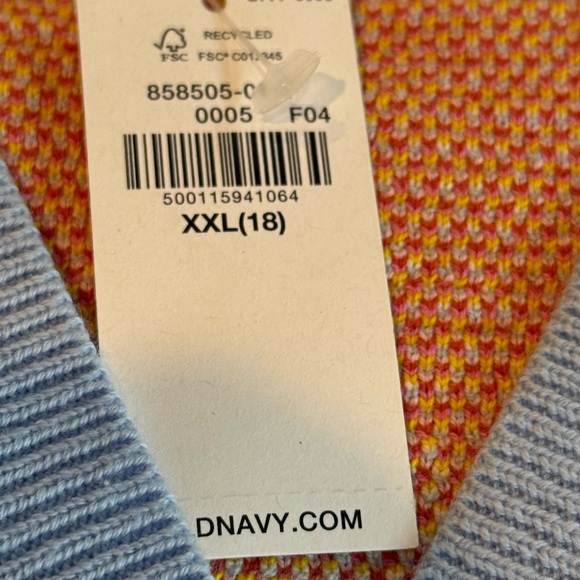 RECYCLED
FSC
858505-0
0005 F04
500115941064
XXL(18)
DNAVY.COM